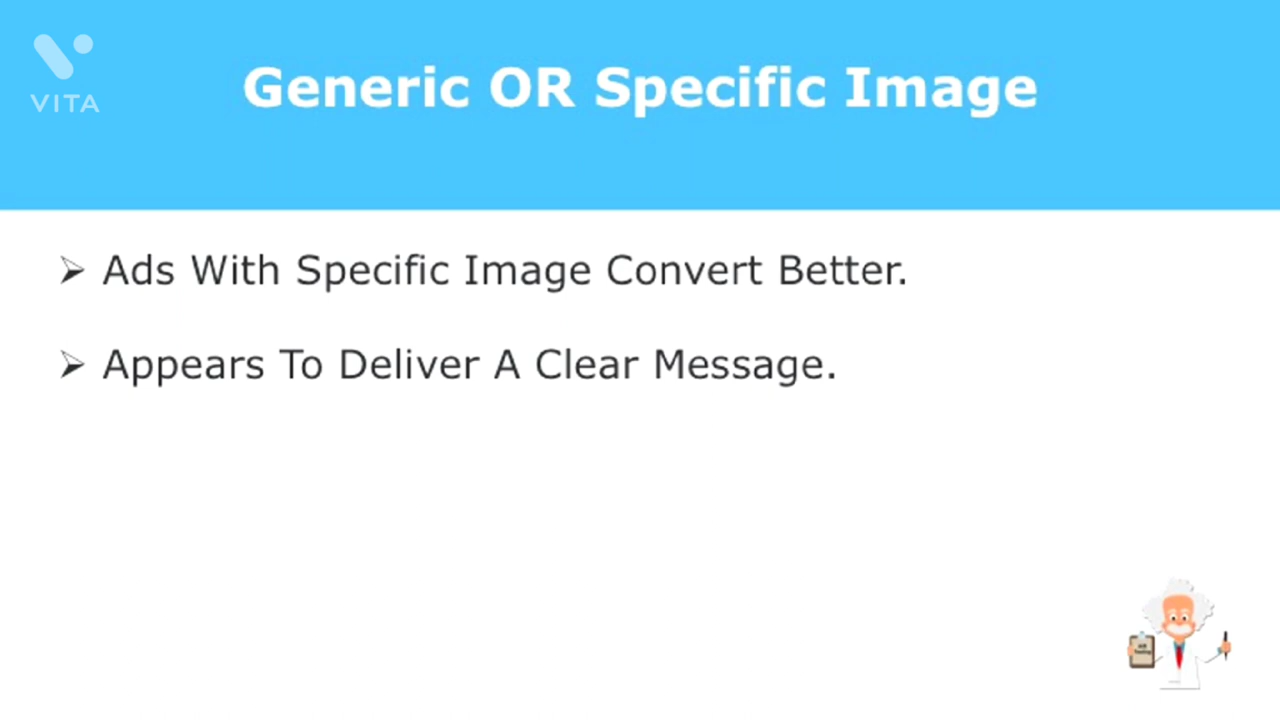 VITA
Generic OR Specific Image
Ads With Specific Image Convert Better.
Appears To Deliver A Clear Message.